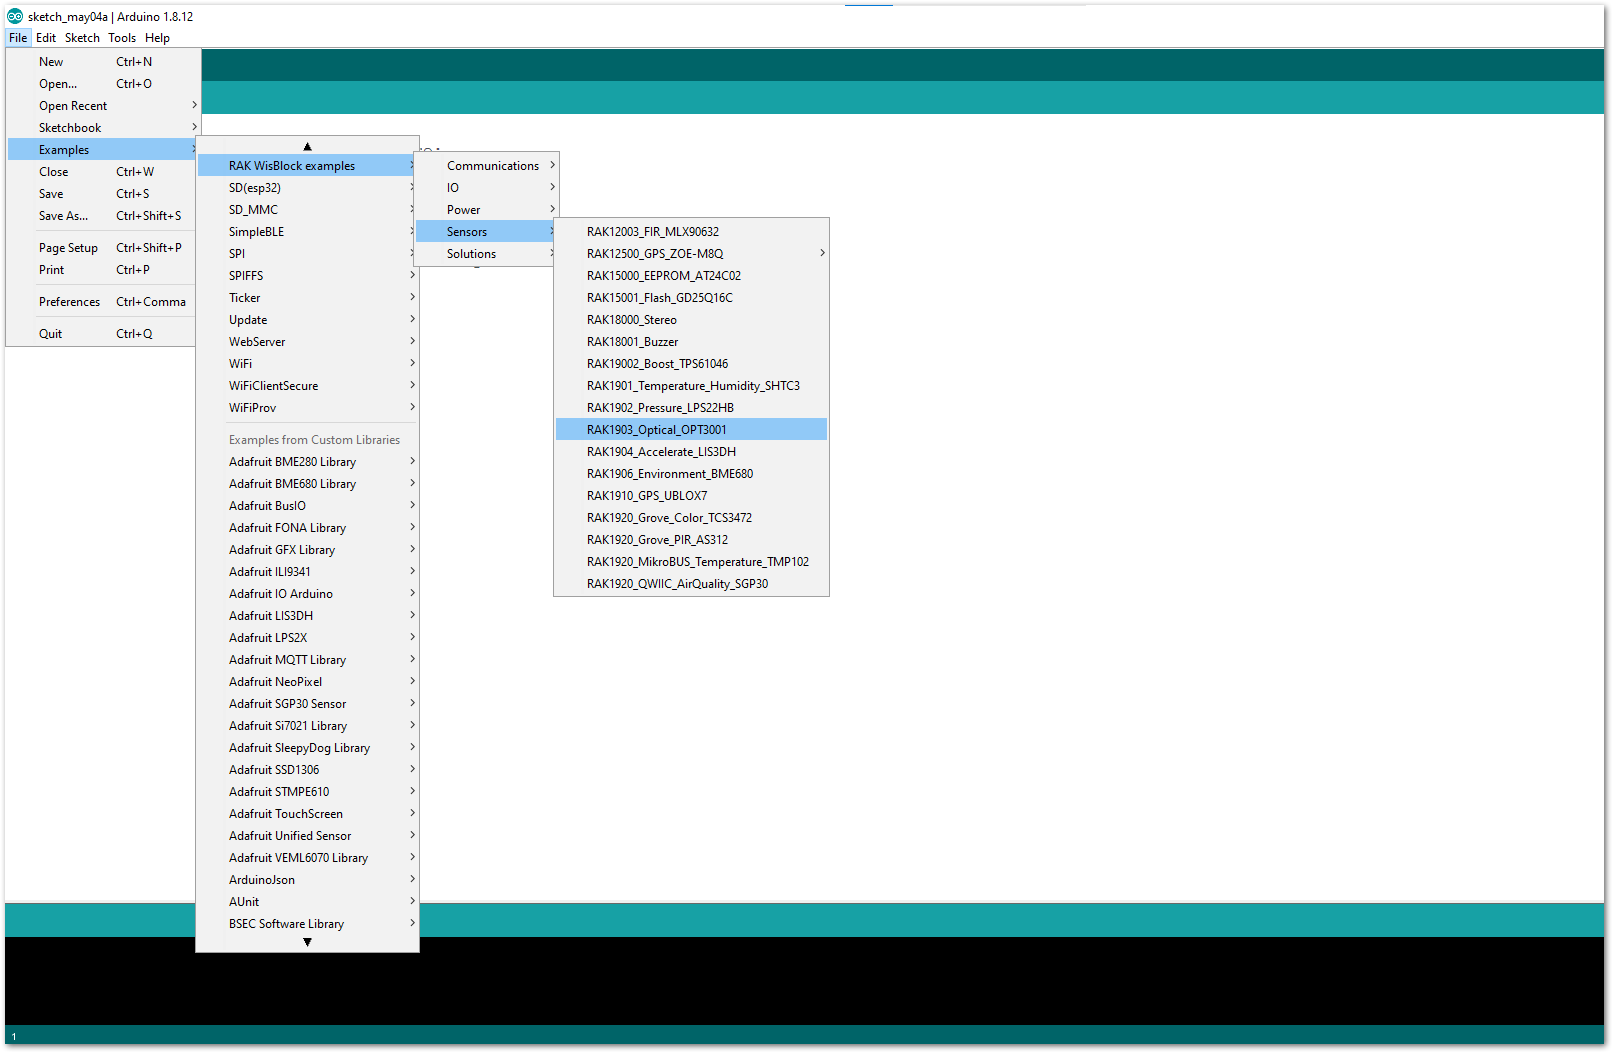 sketch_may04a | Arduino 1.8.12
File Edit Sketch Tools Help
New Ctrl+N
Open... Ctrl+O
Open Recent
Sketchbook
Examples
Close Ctrl+W
Save Ctrl+S
Save As... Ctrl+Shift+S
Page Setup Ctrl+Shift+P
Print Ctrl+P
Preferences Ctrl+Comma
Quit Ctrl+Q
RAK WisBlock examples
SD(esp32)
SD_MMC
SimpleBLE
SPI
SPIFFS
Ticker
Update
WebServer
WiFi
WiFiClientSecure
WiFiProv
Examples from Custom Libraries
Adafruit BME280 Library
Adafruit BME680 Library
Adafruit BusIO
Adafruit FONA Library
Adafruit GFX Library
Adafruit ILI9341
Adafruit IO Arduino
Adafruit LIS3DH
Adafruit LPS2X
Adafruit MQTT Library
Adafruit NeoPixel
Adafruit SGP30 Sensor
Adafruit Si7021 Library
Adafruit SleepyDog Library
Adafruit SSD1306
Adafruit STMPE610
Adafruit TouchScreen
Adafruit Unified Sensor
Adafruit VEML6070 Library
ArduinoJson
AUnit
BSEC Software Library
Communications
IO
Power
Sensors
Solutions
RAK12003_FIR_MLX90632
RAK12500_GPS_ZOE-M8Q
RAK15000_EEPROM_AT24C02
RAK15001_Flash_GD25Q16C
RAK18000_Stereo
RAK18001_Buzzer
RAK19002_Boost_TPS61046
RAK1901_Temperature_Humidity_SHTC3
RAK1902_Pressure_LPS22HB
RAK1903_Optical_OPT3001
RAK1904_Accelerate_LIS3DH
RAK1906_Environment_BME680
RAK1910_GPS_UBLOX7
RAK1920_Grove_Color_TCS3472
RAK1920_Grove_PIR_AS312
RAK1920_MikroBUS_Temperature_TMP102
RAK1920_QWIIC_AirQuality_SGP30
1